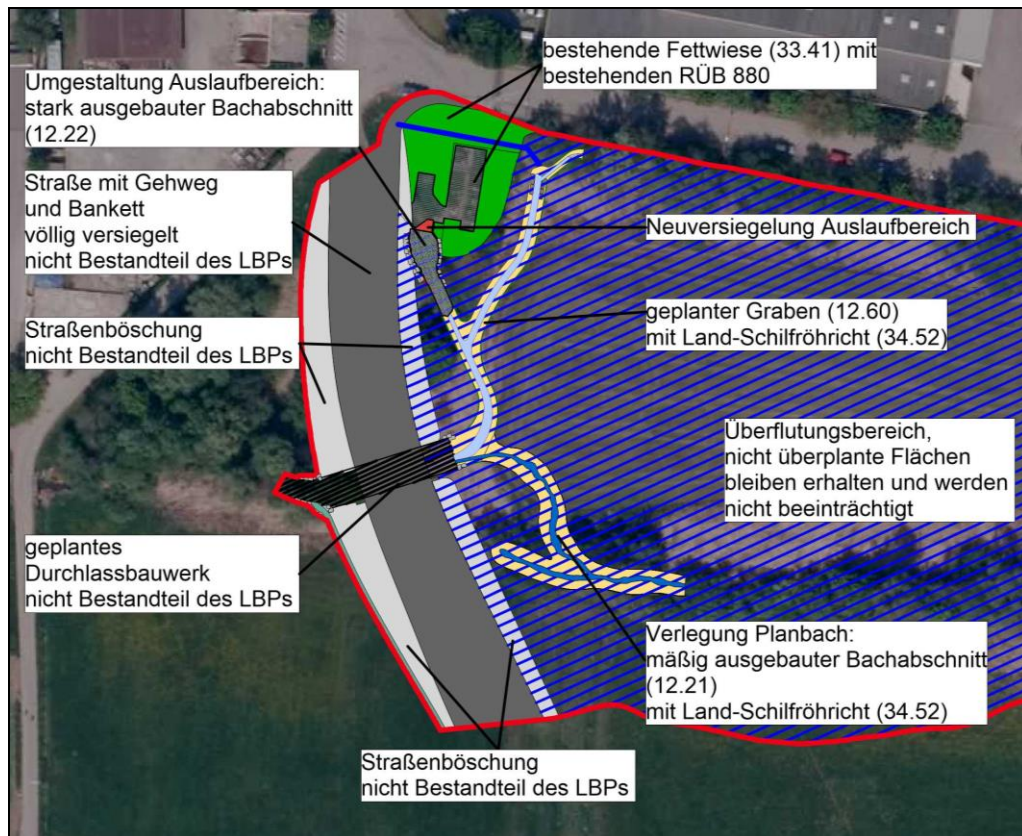 bestehende Fettwiese (33.41) mit
bestehenden RÜB 880
Umgestaltung Auslaufbereich:
stark ausgebauter Bachabschnitt
(12.22)
Straße mit Gehweg
und Bankett
völlig versiegelt
nicht Bestandteil des LBPs
Neuversiegelung Auslaufbereich
geplanter Graben (12.60)
mit Land-Schilfröhricht (34.52)
Straßenböschung
nicht Bestandteil des LBPs
Überflutungsbereich,
nicht überplante Flächen
bleiben erhalten und werden
nicht beeinträchtigt
geplantes
Durchlassbauwerk
nicht Bestandteil des LBPs
Verlegung Planbach:
mäßig ausgebauter Bachabschnitt
(12.21)
mit Land-Schilfröhricht (34.52)
Straßenböschung
nicht Bestandteil des LBPs